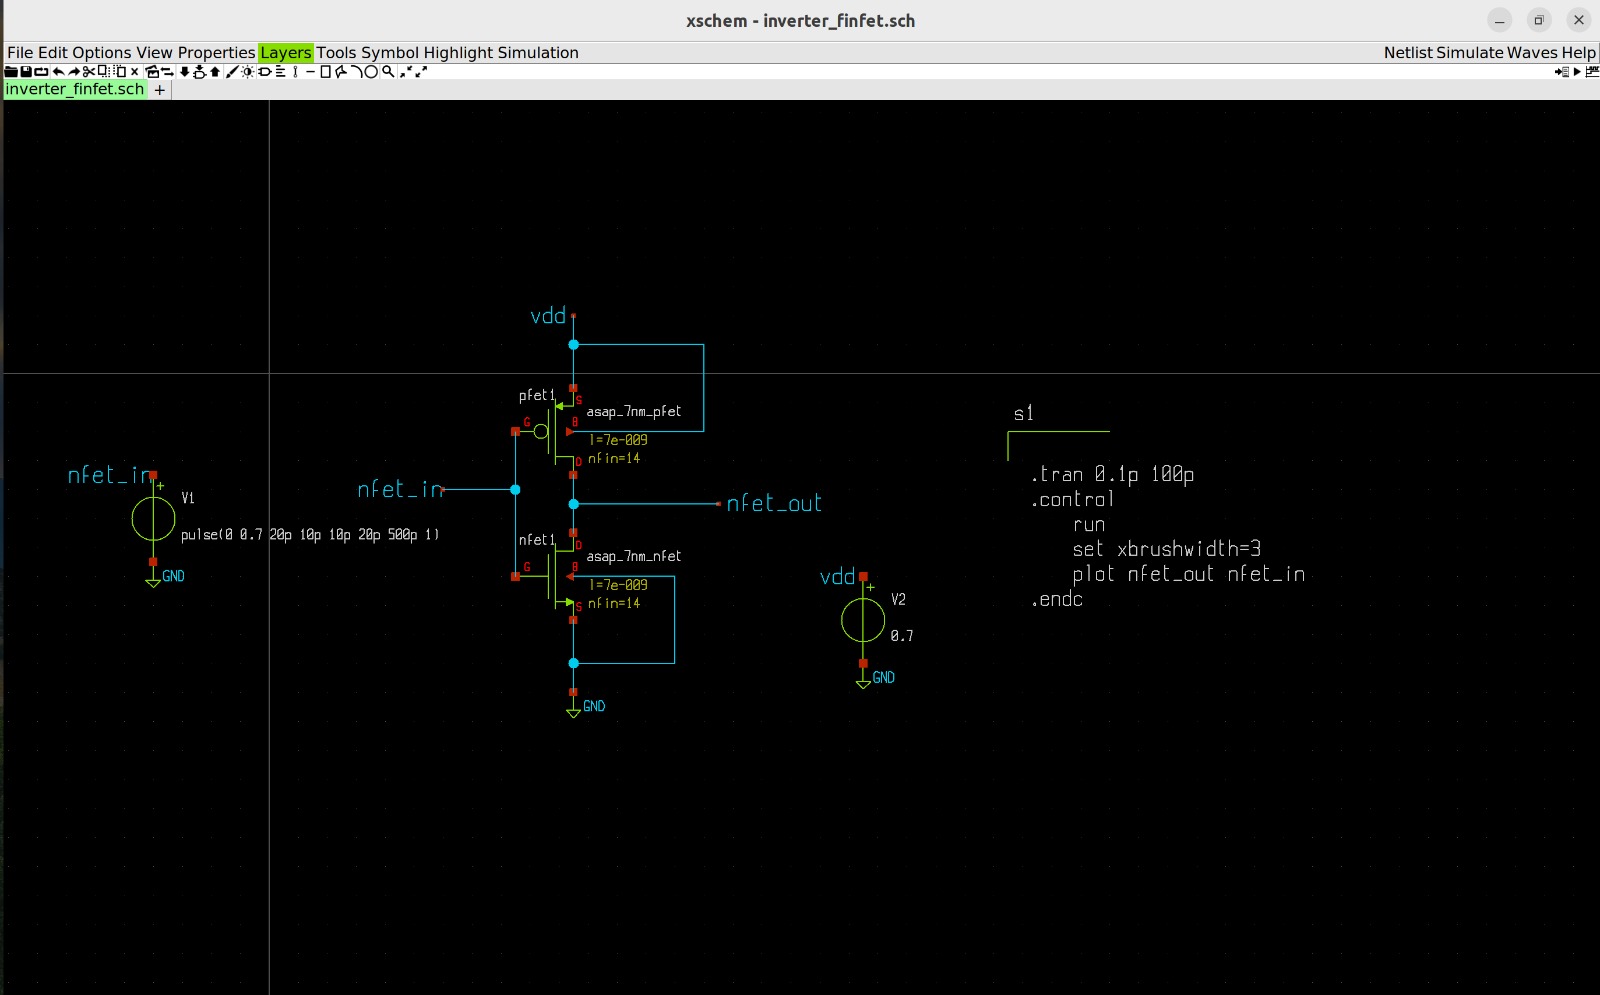 xschem - inverter_finfet.sch
File Edit Options View Properties Layers Tools Symbol Highlight Simulation Netlist Simulate Waves Help
inverter_finfet.sch +
vdd
pfet1
S
asap_7nm_pfet
G
B
l=7e-009
nfin=14
D
nfet_in
V1
+
pulse(0 0.7 20p 10p 10p 20p 500p 1)
GND
nfet_in
nfet_out
nfet1
D
asap_7nm_nfet
G
B
l=7e-009
nfin=14
S
GND
vdd
+
V2
0.7
GND
s1
.tran 0.1p 100p
.control
run
set xbrushwidth=3
plot nfet_out nfet_in
.endc